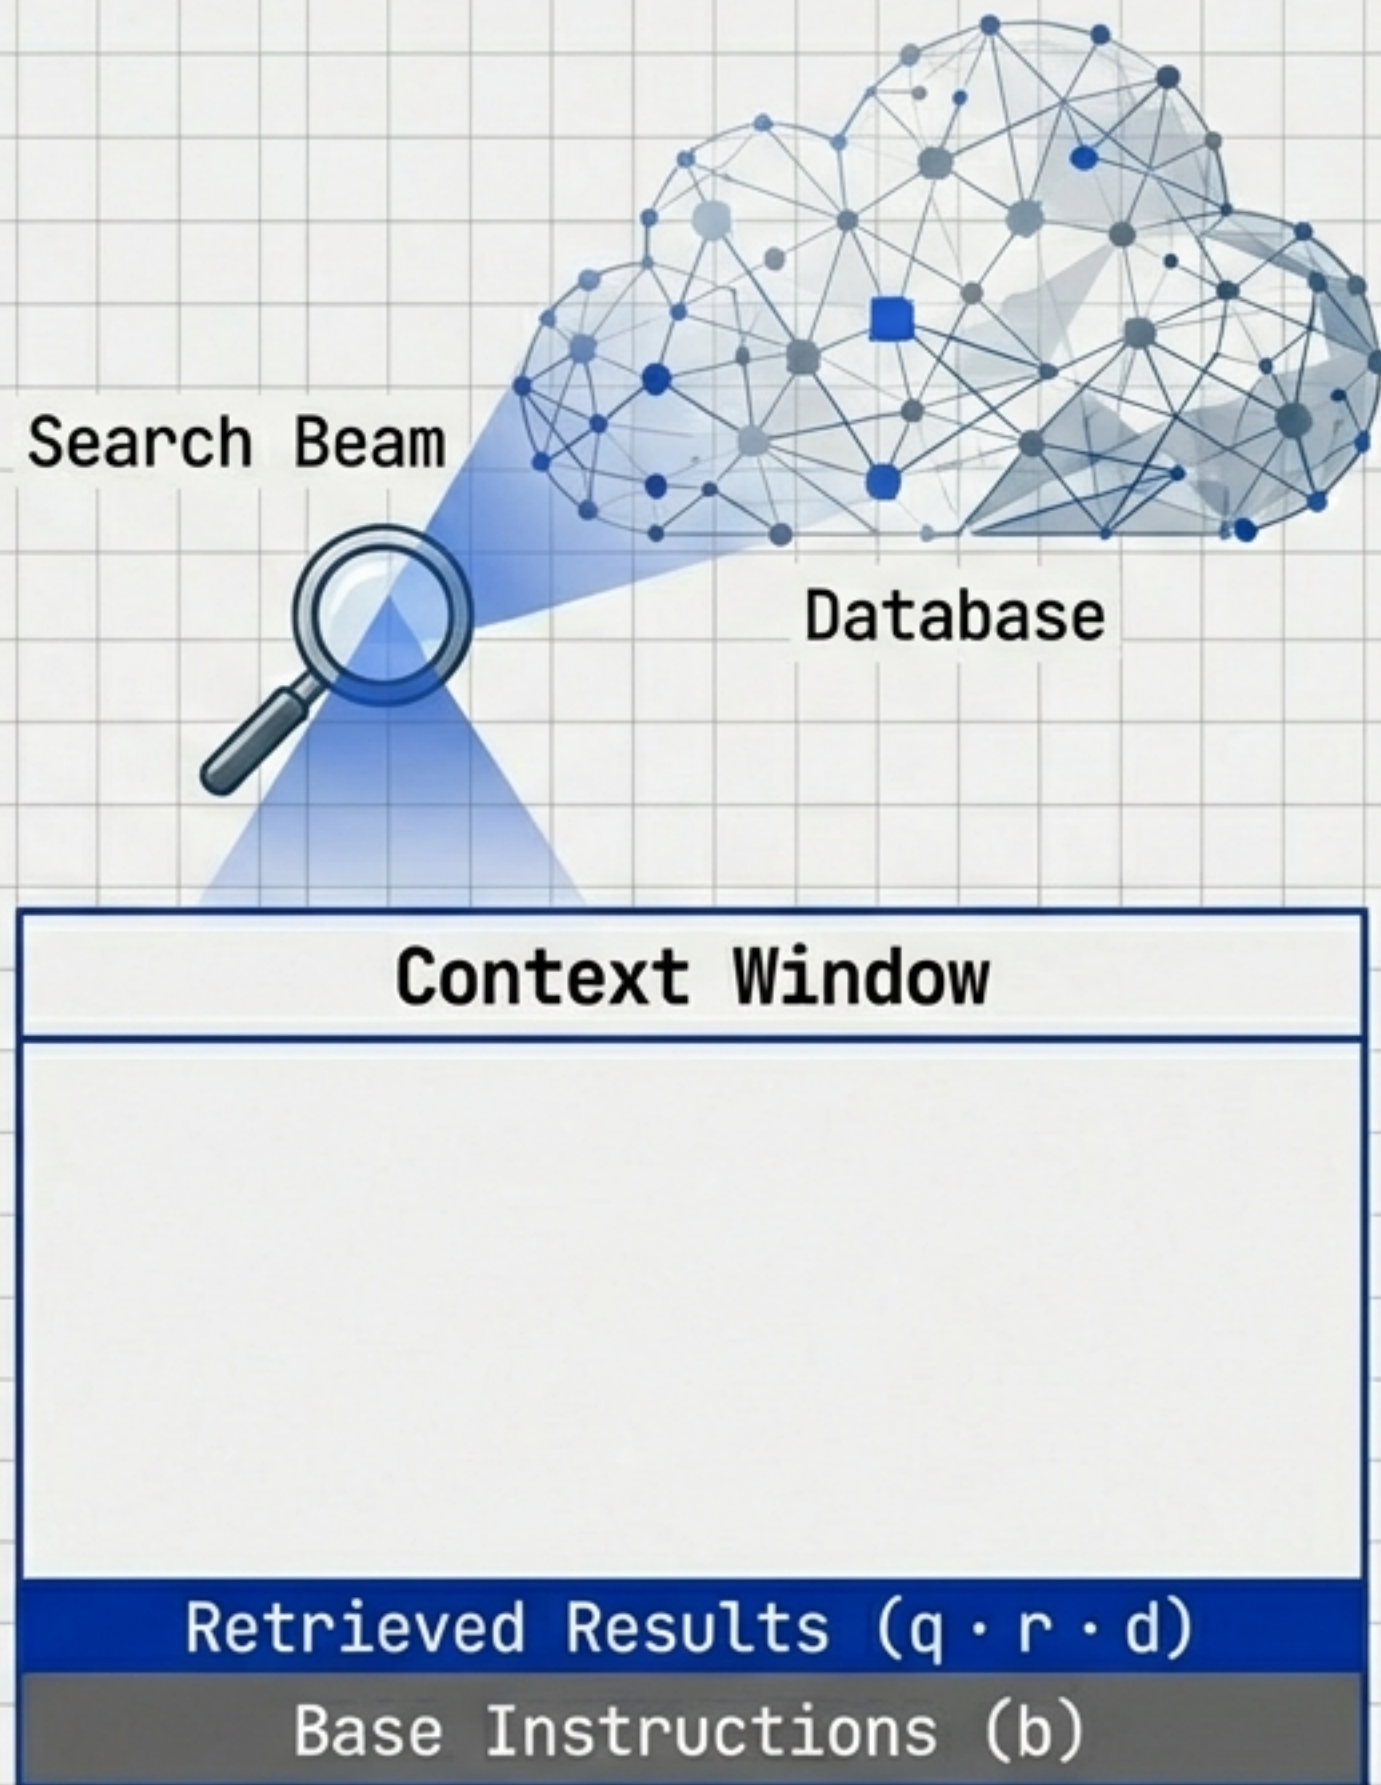 Search Beam
Database
Context Window
Retrieved Results (q · r · d)
Base Instructions (b)